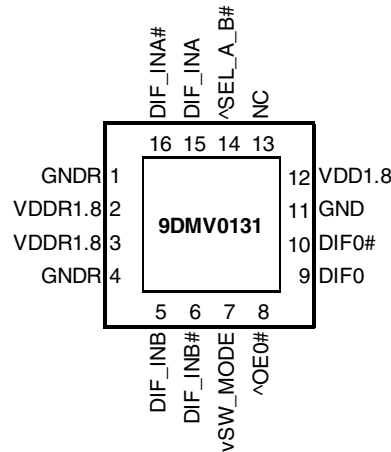 DIF_INA#
DIF_INA
^SEL_A_B#
NC
16 15 14 13
GNDR 1
VDDR1.8 2
VDDR1.8 3
GNDR 4
9DMV0131
12 VDD1.8
11 GND
10 DIF0#
9 DIF0
5 6 7 8
DIF_INB
DIF_INB#
vSW_MODE
^OE0#